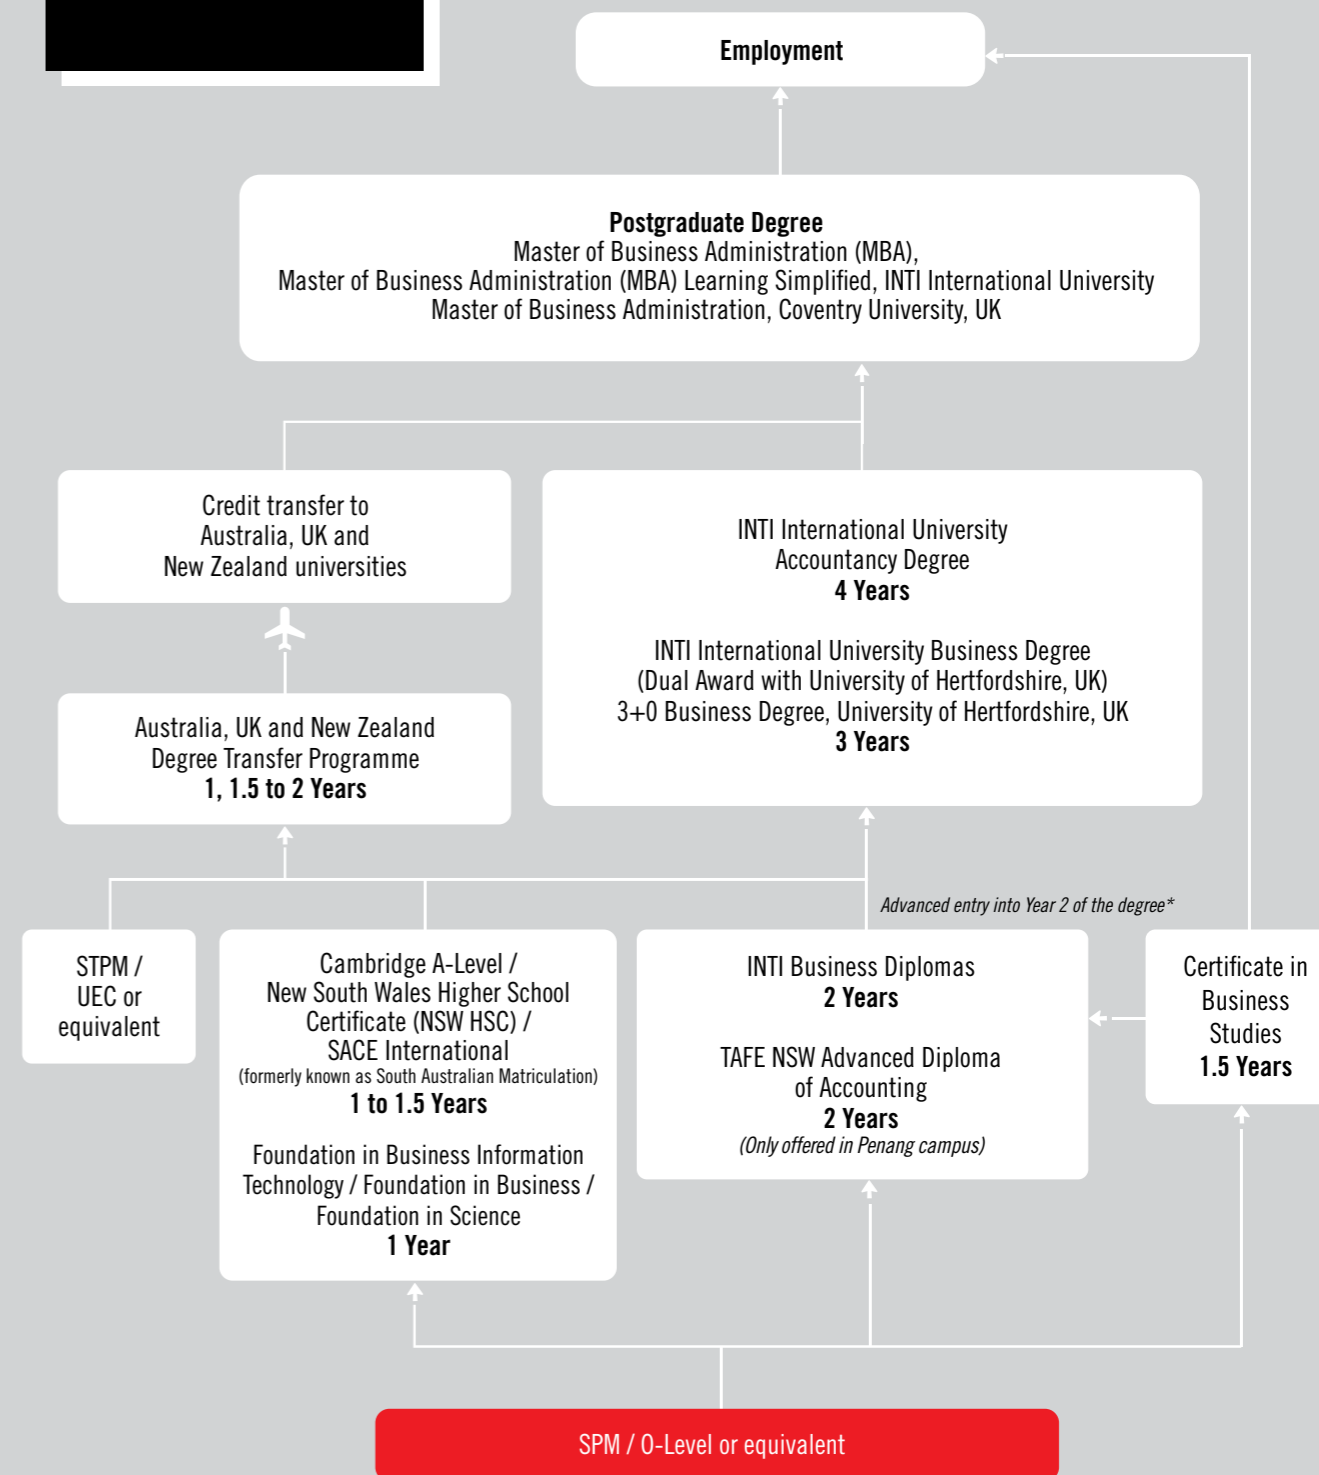 Employment
Postgraduate Degree
Master of Business Administration (MBA),
Master of Business Administration (MBA) Learning Simplified, INTI International University
Master of Business Administration, Coventry University, UK
Credit transfer to
Australia, UK and
New Zealand universities
INTI International University
Accountancy Degree
4 Years
INTI International University Business Degree
(Dual Award with University of Hertfordshire, UK)
3+0 Business Degree, University of Hertfordshire, UK
3 Years
Australia, UK and New Zealand
Degree Transfer Programme
1, 1.5 to 2 Years
Advanced entry into Year 2 of the degree*
STPM /
UEC or
equivalent
Cambridge A-Level /
New South Wales Higher School
Certificate (NSW HSC) /
SACE International
(formerly known as South Australian Matriculation)
1 to 1.5 Years
Foundation in Business Information
Technology / Foundation in Business /
Foundation in Science
1 Year
INTI Business Diplomas
2 Years
TAFE NSW Advanced Diploma
of Accounting
2 Years
(Only offered in Penang campus)
Certificate in
Business
Studies
1.5 Years
SPM / O-Level or equivalent